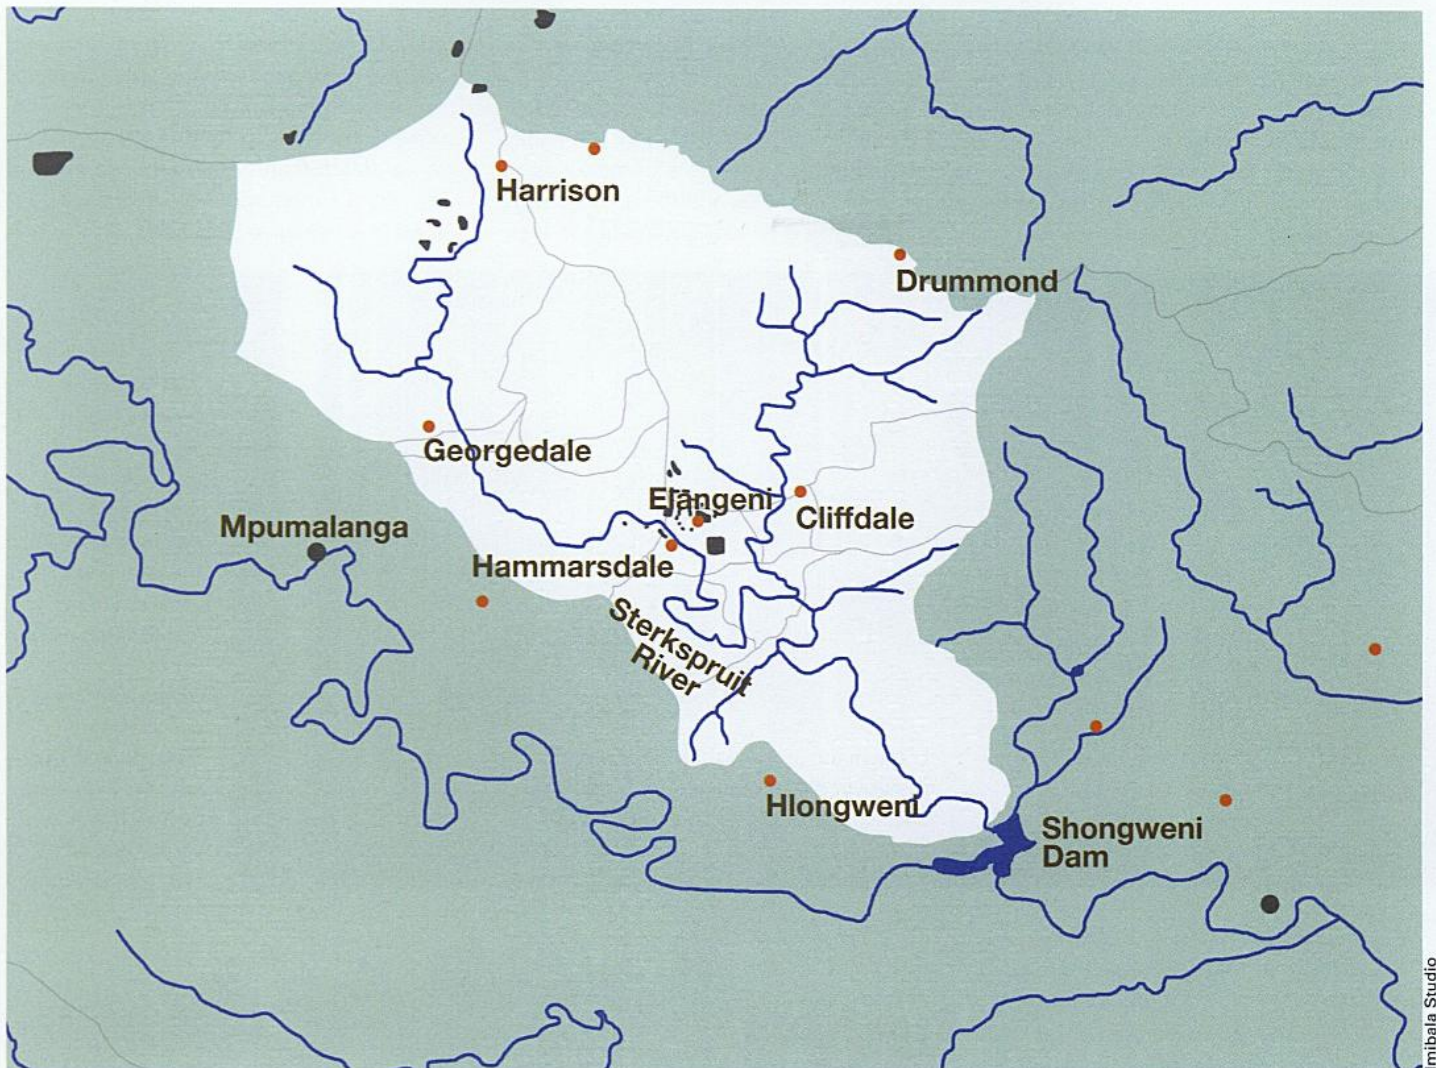 Harrison
Drummond
Georgedale
Elangeni
Cliffdale
Mpumalanga
Hammarsdale
Sterkspruit
River
Hlongweni
Shongweni
Dam
mibala Studio